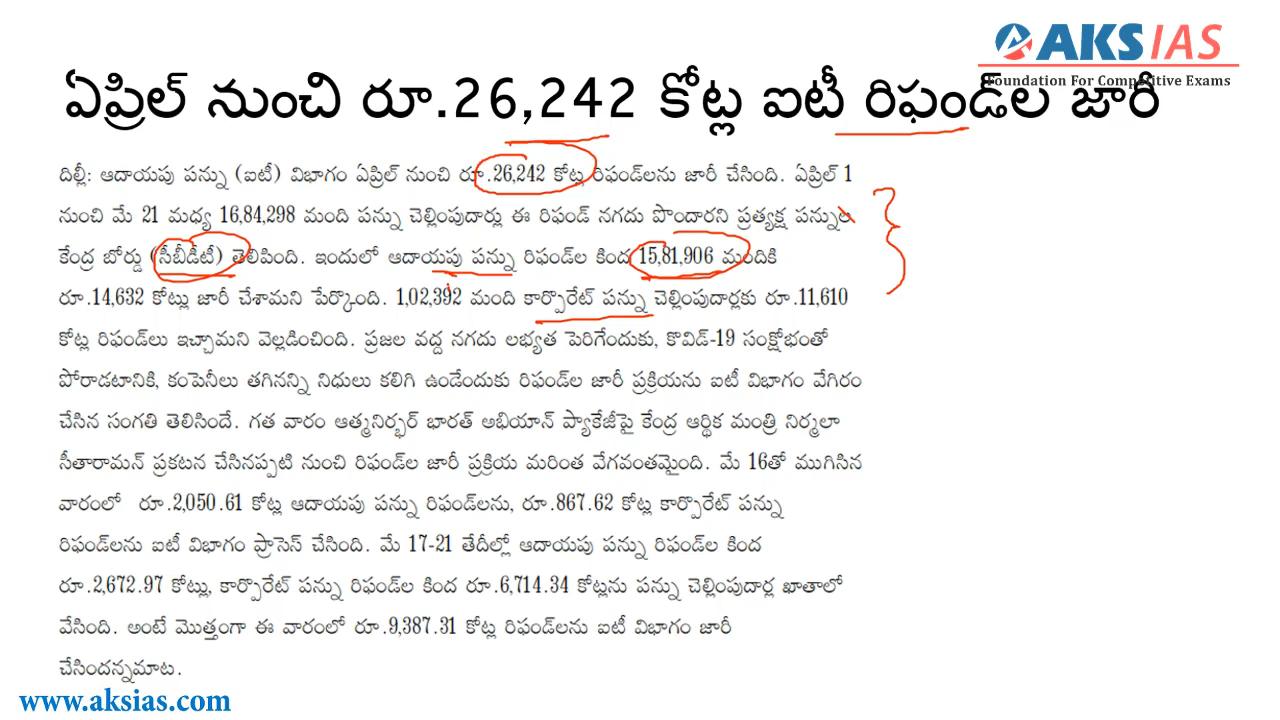 AKS IAS
Foundation For Competitive Exams
ఏప్రిల్ నుంచి రూ.26,242 కోట్ల ఐటీ రిఫండ్‌ల జారీ
దిల్లీ: ఆదాయపు పన్ను (ఐటీ) విభాగం ఏప్రిల్ నుంచి రూ.26,242 కోట్ల రిఫండ్‌లను జారీ చేసింది. ఏప్రిల్ 1
నుంచి మే 21 మధ్య 16,84,298 మంది పన్ను చెల్లింపుదార్లు ఈ రిఫండ్ నగదు పొందారని ప్రత్యక్ష పన్నుల
కేంద్ర బోర్డు (సీబీడీటీ) తెలిపింది. ఇందులో ఆదాయపు పన్ను రిఫండ్‌ల కింద 15,81,906 మందికి
రూ.14,632 కోట్లు జారీ చేశామని పేర్కొంది. 1,02,392 మంది కార్పొరేట్ పన్ను చెల్లింపుదార్లకు రూ.11,610
కోట్ల రిఫండ్‌లు ఇచ్చామని వెల్లడించింది. ప్రజల వద్ద నగదు లభ్యత పెరిగేందుకు, కొవిడ్-19 సంక్షోభంతో
పోరాడటానికి, కంపెనీలు తగినన్ని నిధులు కలిగి ఉండేందుకు రిఫండ్‌ల జారీ ప్రక్రియను ఐటీ విభాగం వేగిరం
చేసిన సంగతి తెలిసిందే. గత వారం ఆత్మనిర్భర్ భారత్ అభియాన్ ప్యాకేజీపై కేంద్ర ఆర్థిక మంత్రి నిర్మలా
సీతారామన్ ప్రకటన చేసినప్పటి నుంచి రిఫండ్‌ల జారీ ప్రక్రియ మరింత వేగవంతమైంది. మే 16తో ముగిసిన
వారంలో రూ.2,050.61 కోట్ల ఆదాయపు పన్ను రిఫండ్‌లను, రూ.867.62 కోట్ల కార్పొరేట్ పన్ను
రిఫండ్‌లను ఐటీ విభాగం ప్రాసెస్ చేసింది. మే 17-21 తేదీల్లో ఆదాయపు పన్ను రిఫండ్‌ల కింద
రూ.2,672.97 కోట్లు, కార్పొరేట్ పన్ను రిఫండ్‌ల కింద రూ.6,714.34 కోట్లను పన్ను చెల్లింపుదార్ల ఖాతాలో
వేసింది. అంటే మొత్తంగా ఈ వారంలో రూ.9,387.31 కోట్ల రిఫండ్‌లను ఐటీ విభాగం జారీ
చేసిందన్నమాట.
www.aksias.com